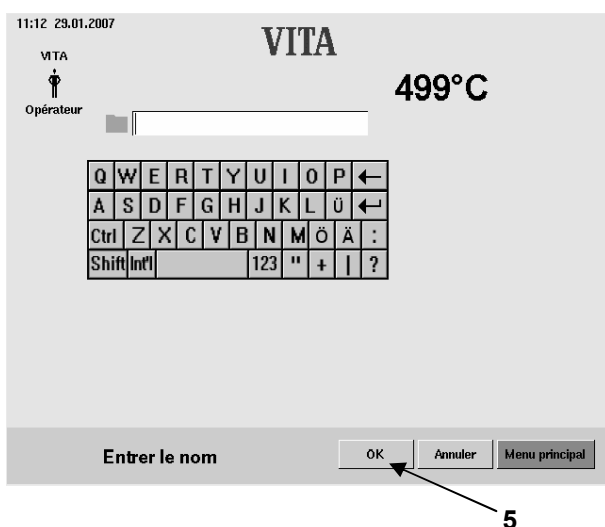 11:12 29.01.2007
VITA
VITA
499°C
Opérateur
Q W E R T Y U I O P ←
A S D F G H J K L Ü ↵
Ctrl Z X C V B N M Ö Ä :
Shift Int'l 123 " + | ?
Entrer le nom OK Annuler Menu principal
5